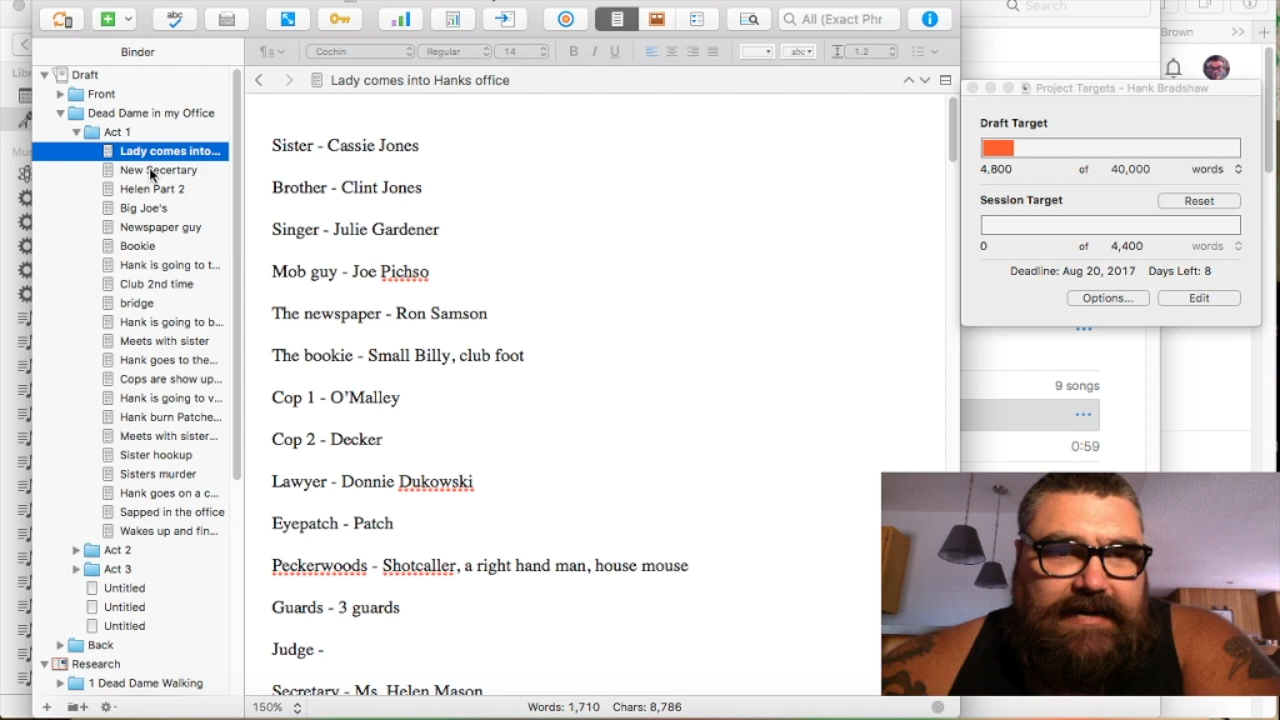 All (Exact Phr
Search
Binder
Cochin
Regular
14
B I U
abc
1.2
Brown
Draft
Front
Dead Dame in my Office
Act 1
Lady comes into...
New Secertary
Helen Part 2
Big Joe's
Newspaper guy
Bookie
Hank is going to t...
Club 2nd time
bridge
Hank is going to b...
Meets with sister
Hank goes to the...
Cops are show up...
Hank is going to v...
Hank burn Patche...
Meets with sister...
Sister hookup
Sisters murder
Hank goes on a c...
Sapped in the office
Wakes up and fin...
Act 2
Act 3
Untitled
Untitled
Untitled
Back
Research
1 Dead Dame Walking
Lady comes into Hanks office
Sister - Cassie Jones
Brother - Clint Jones
Singer - Julie Gardener
Mob guy - Joe Pichso
The newspaper - Ron Samson
The bookie - Small Billy, club foot
Cop 1 - O’Malley
Cop 2 - Decker
Lawyer - Donnie Dukowski
Eyepatch - Patch
Peckerwoods - Shotcaller, a right hand man, house mouse
Guards - 3 guards
Judge -
Secretary - Ms. Helen Mason
150%
Words: 1,710 Chars: 8,786
Project Targets - Hank Bradshaw
Draft Target
4,800 of 40,000 words
Session Target
Reset
0 of 4,400 words
Deadline: Aug 20, 2017 Days Left: 8
Options...
Edit
9 songs
0:59